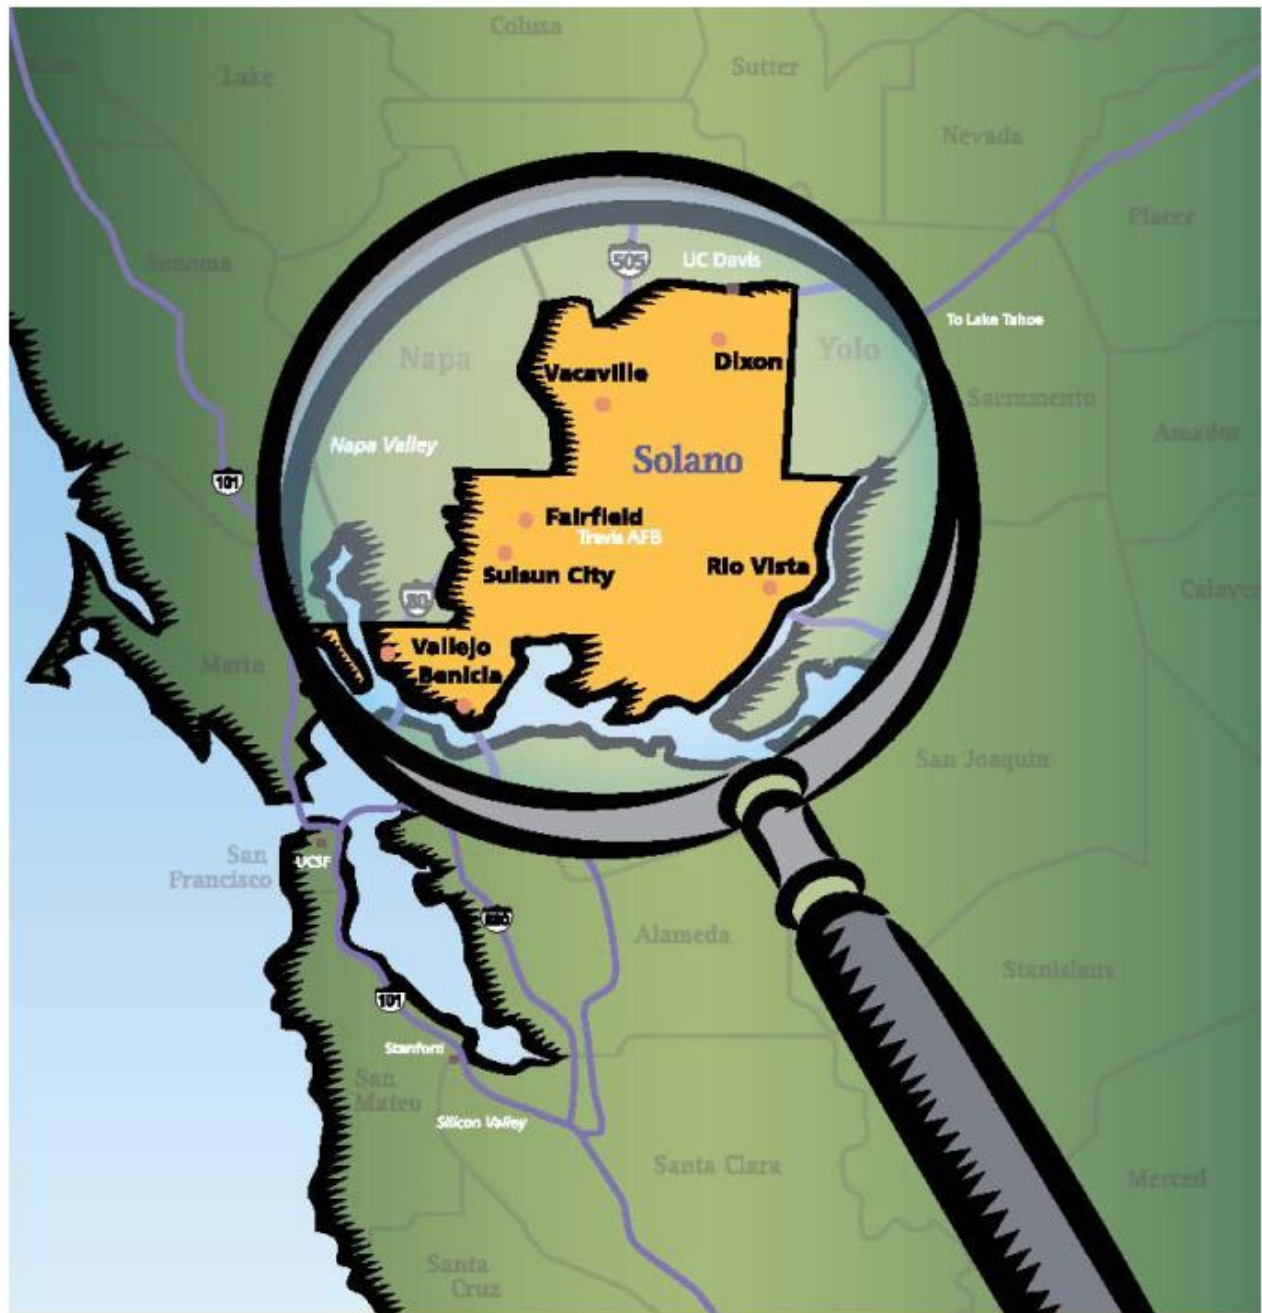 Colusa
Lake
Sutter
Nevada
Placer
Sonoma
505
UC Davis
To Lake Tahoe
Napa
Vacaville
Dixon
Yolo
Sacramento
Amador
Napa Valley
Solano
101
Fairfield
Travis AFB
Suisun City
Rio Vista
80
Calaver
Vallejo
Benicia
Marin
San Joaquin
San
Francisco
UCSF
Alameda
Stanislaus
101
Stanford
San
Mateo
Silicon Valley
Santa Clara
Merced
Santa
Cruz